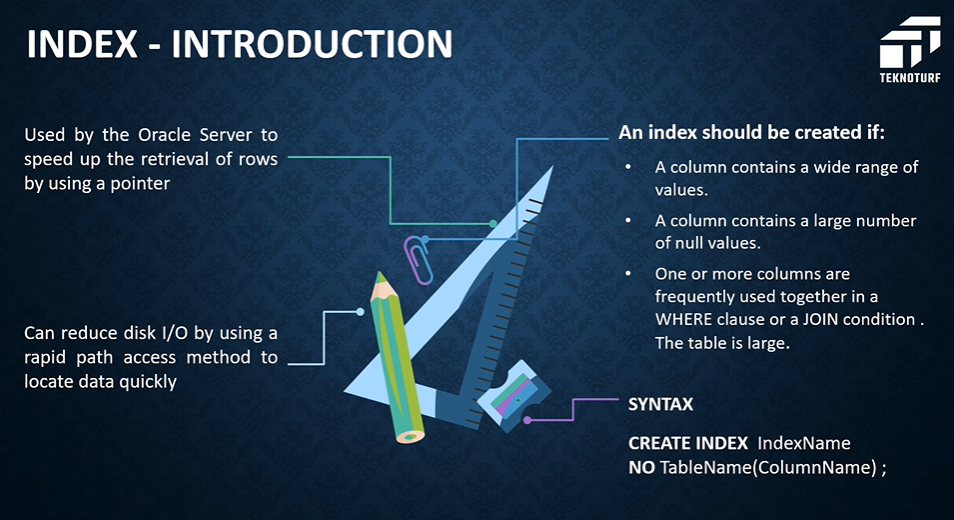 INDEX - INTRODUCTION
TEKNOTURF
Used by the Oracle Server to
speed up the retrieval of rows
by using a pointer
Can reduce disk I/O by using a
rapid path access method to
locate data quickly
An index should be created if:
• A column contains a wide range of
values.
• A column contains a large number
of null values.
• One or more columns are
frequently used together in a
WHERE clause or a JOIN condition .
The table is large.
SYNTAX
CREATE INDEX IndexName
NO TableName(ColumnName) ;